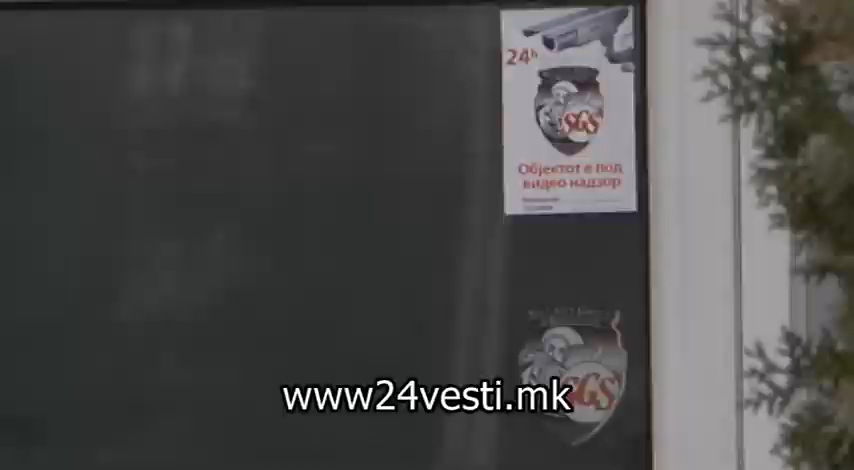 24h
SGS
Објектот е под
видео надзор
SGS
www24vesti.mk